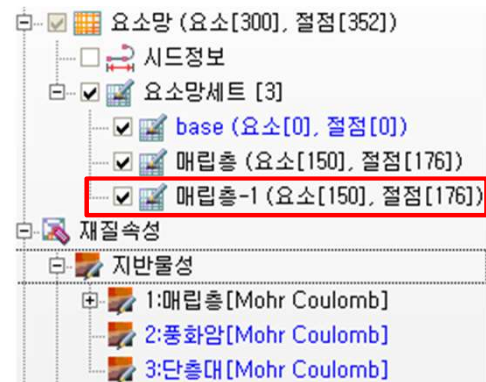 요소망 (요소[300], 절점[352])
시드정보
요소망세트 [3]
base (요소[0], 절점[0])
매립층 (요소[150], 절점[176])
매립층-1 (요소[150], 절점[176])
재질속성
지반물성
1:매립층[Mohr Coulomb]
2:풍화암[Mohr Coulomb]
3:단층대[Mohr Coulomb]